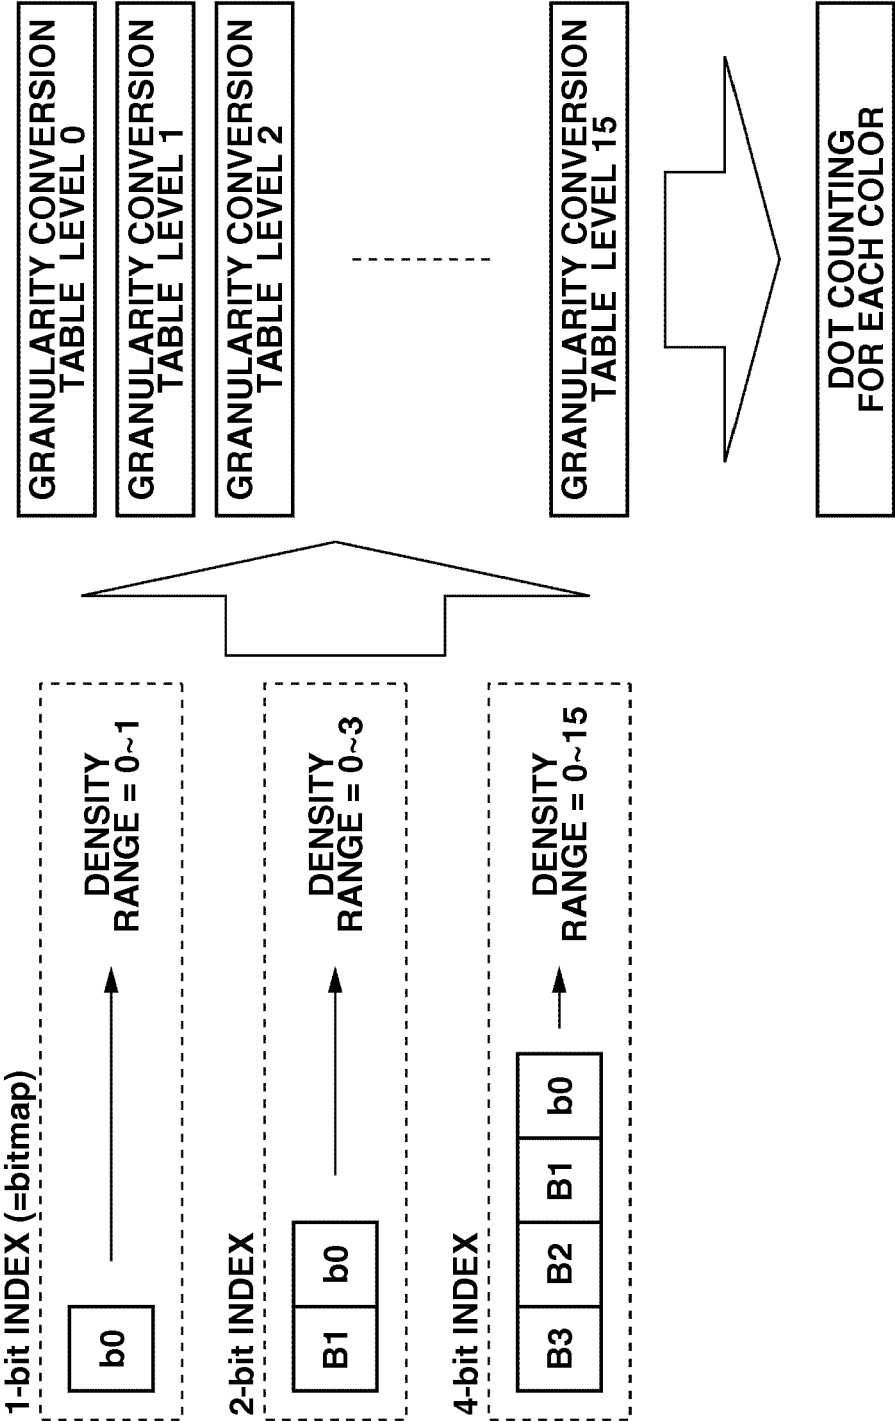 1-bit INDEX (=bitmap)
b0
DENSITY
RANGE = 0~1
2-bit INDEX
B1 b0
DENSITY
RANGE = 0~3
4-bit INDEX
B3 B2 B1 b0
DENSITY
RANGE = 0~15
GRANULARITY CONVERSION
TABLE LEVEL 0
GRANULARITY CONVERSION
TABLE LEVEL 1
GRANULARITY CONVERSION
TABLE LEVEL 2
GRANULARITY CONVERSION
TABLE LEVEL 15
DOT COUNTING
FOR EACH COLOR